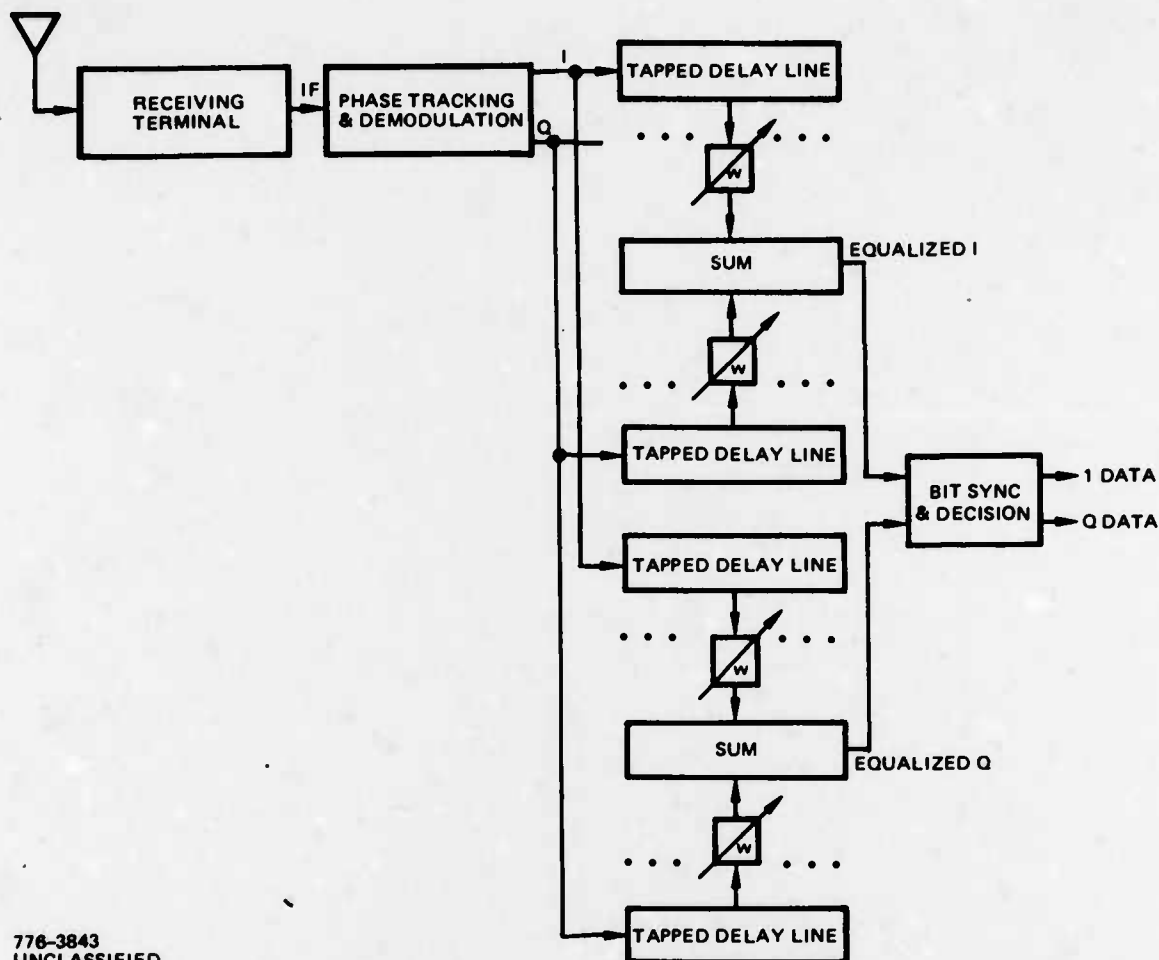 I
TAPPED DELAY LINE
RECEIVING
TERMINAL
IF
PHASE TRACKING
& DEMODULATION
Q
W
SUM
EQUALIZED I
W
TAPPED DELAY LINE
BIT SYNC
& DECISION
1 DATA
Q DATA
TAPPED DELAY LINE
W
SUM
EQUALIZED Q
W
TAPPED DELAY LINE
776-3843
UNCLASSIFIED